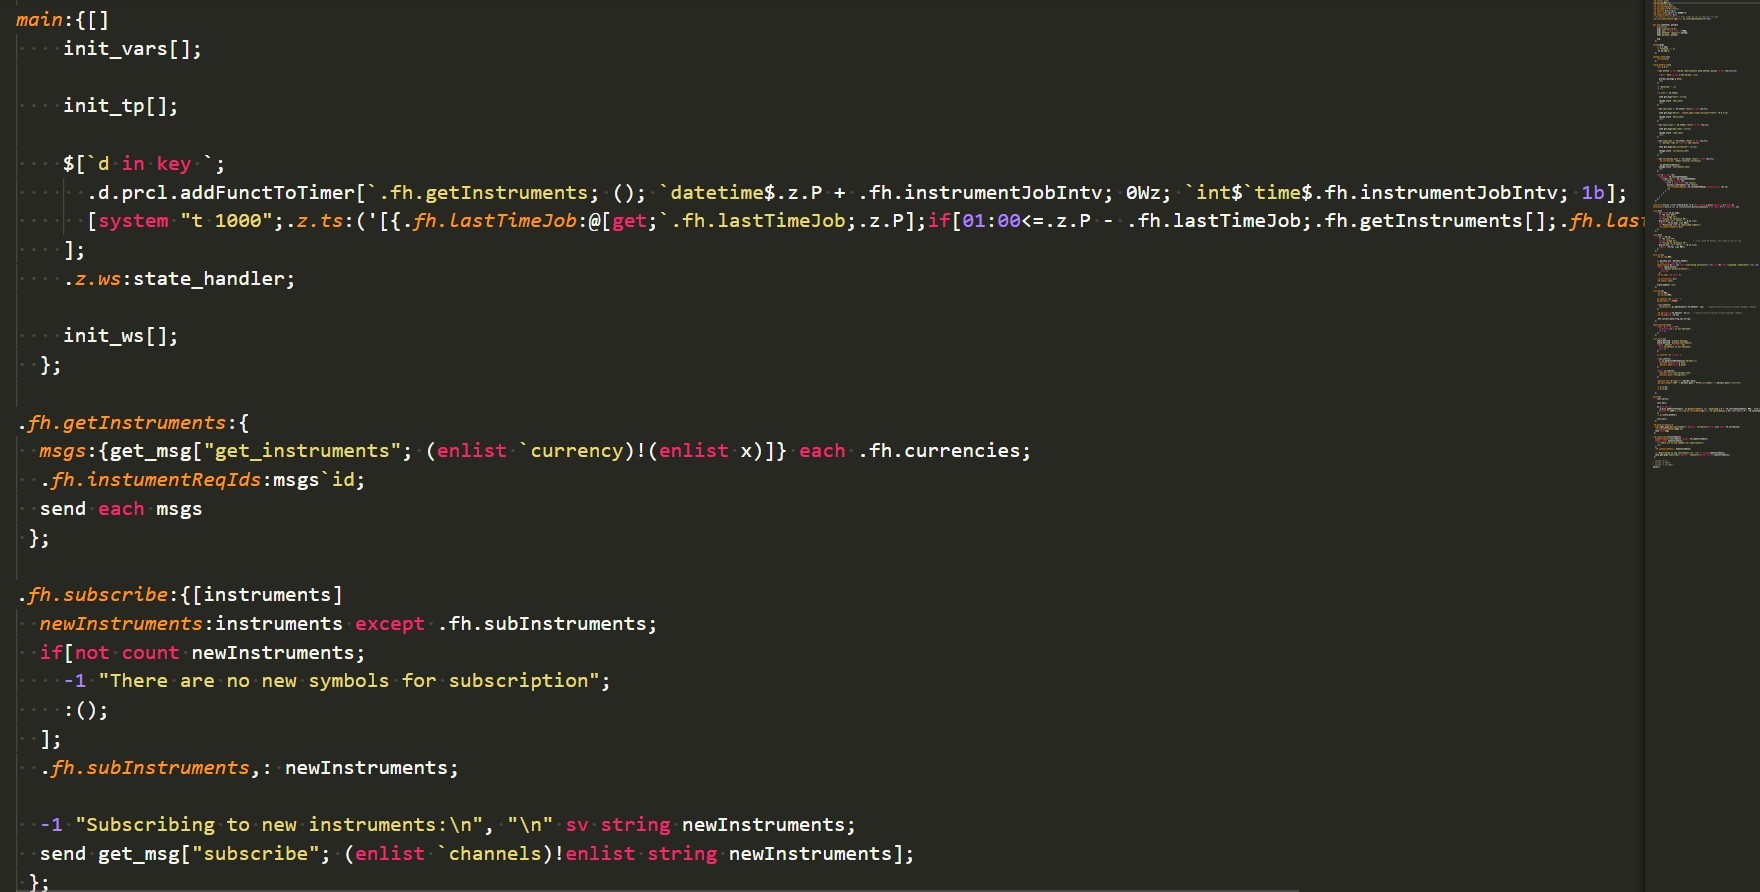 main:{[]
init_vars[];
init_tp[];
$[`d in key `;
.d.prcl.addFunctToTimer[`.fh.getInstruments; (); `datetime$.z.P + .fh.instrumentJobIntv; 0Wz; `int$`time$.fh.instrumentJobIntv; 1b];
[system "t 1000";.z.ts:('[{.fh.lastTimeJob:@[get;`.fh.lastTimeJob;.z.P];if[01:00<=.z.P - .fh.lastTimeJob;.fh.getInstruments[];.fh.las
];
.z.ws:state_handler;
init_ws[];
};
.fh.getInstruments:{
msgs:{get_msg["get_instruments"; (enlist `currency)!(enlist x)]} each .fh.currencies;
.fh.instumentReqIds:msgs`id;
send each msgs
};
.fh.subscribe:{[instruments]
newInstruments:instruments except .fh.subInstruments;
if[not count newInstruments;
-1 "There are no new symbols for subscription";
:();
];
.fh.subInstruments,: newInstruments;
-1 "Subscribing to new instruments:\n", "\n" sv string newInstruments;
send get_msg["subscribe"; (enlist `channels)!enlist string newInstruments];
};